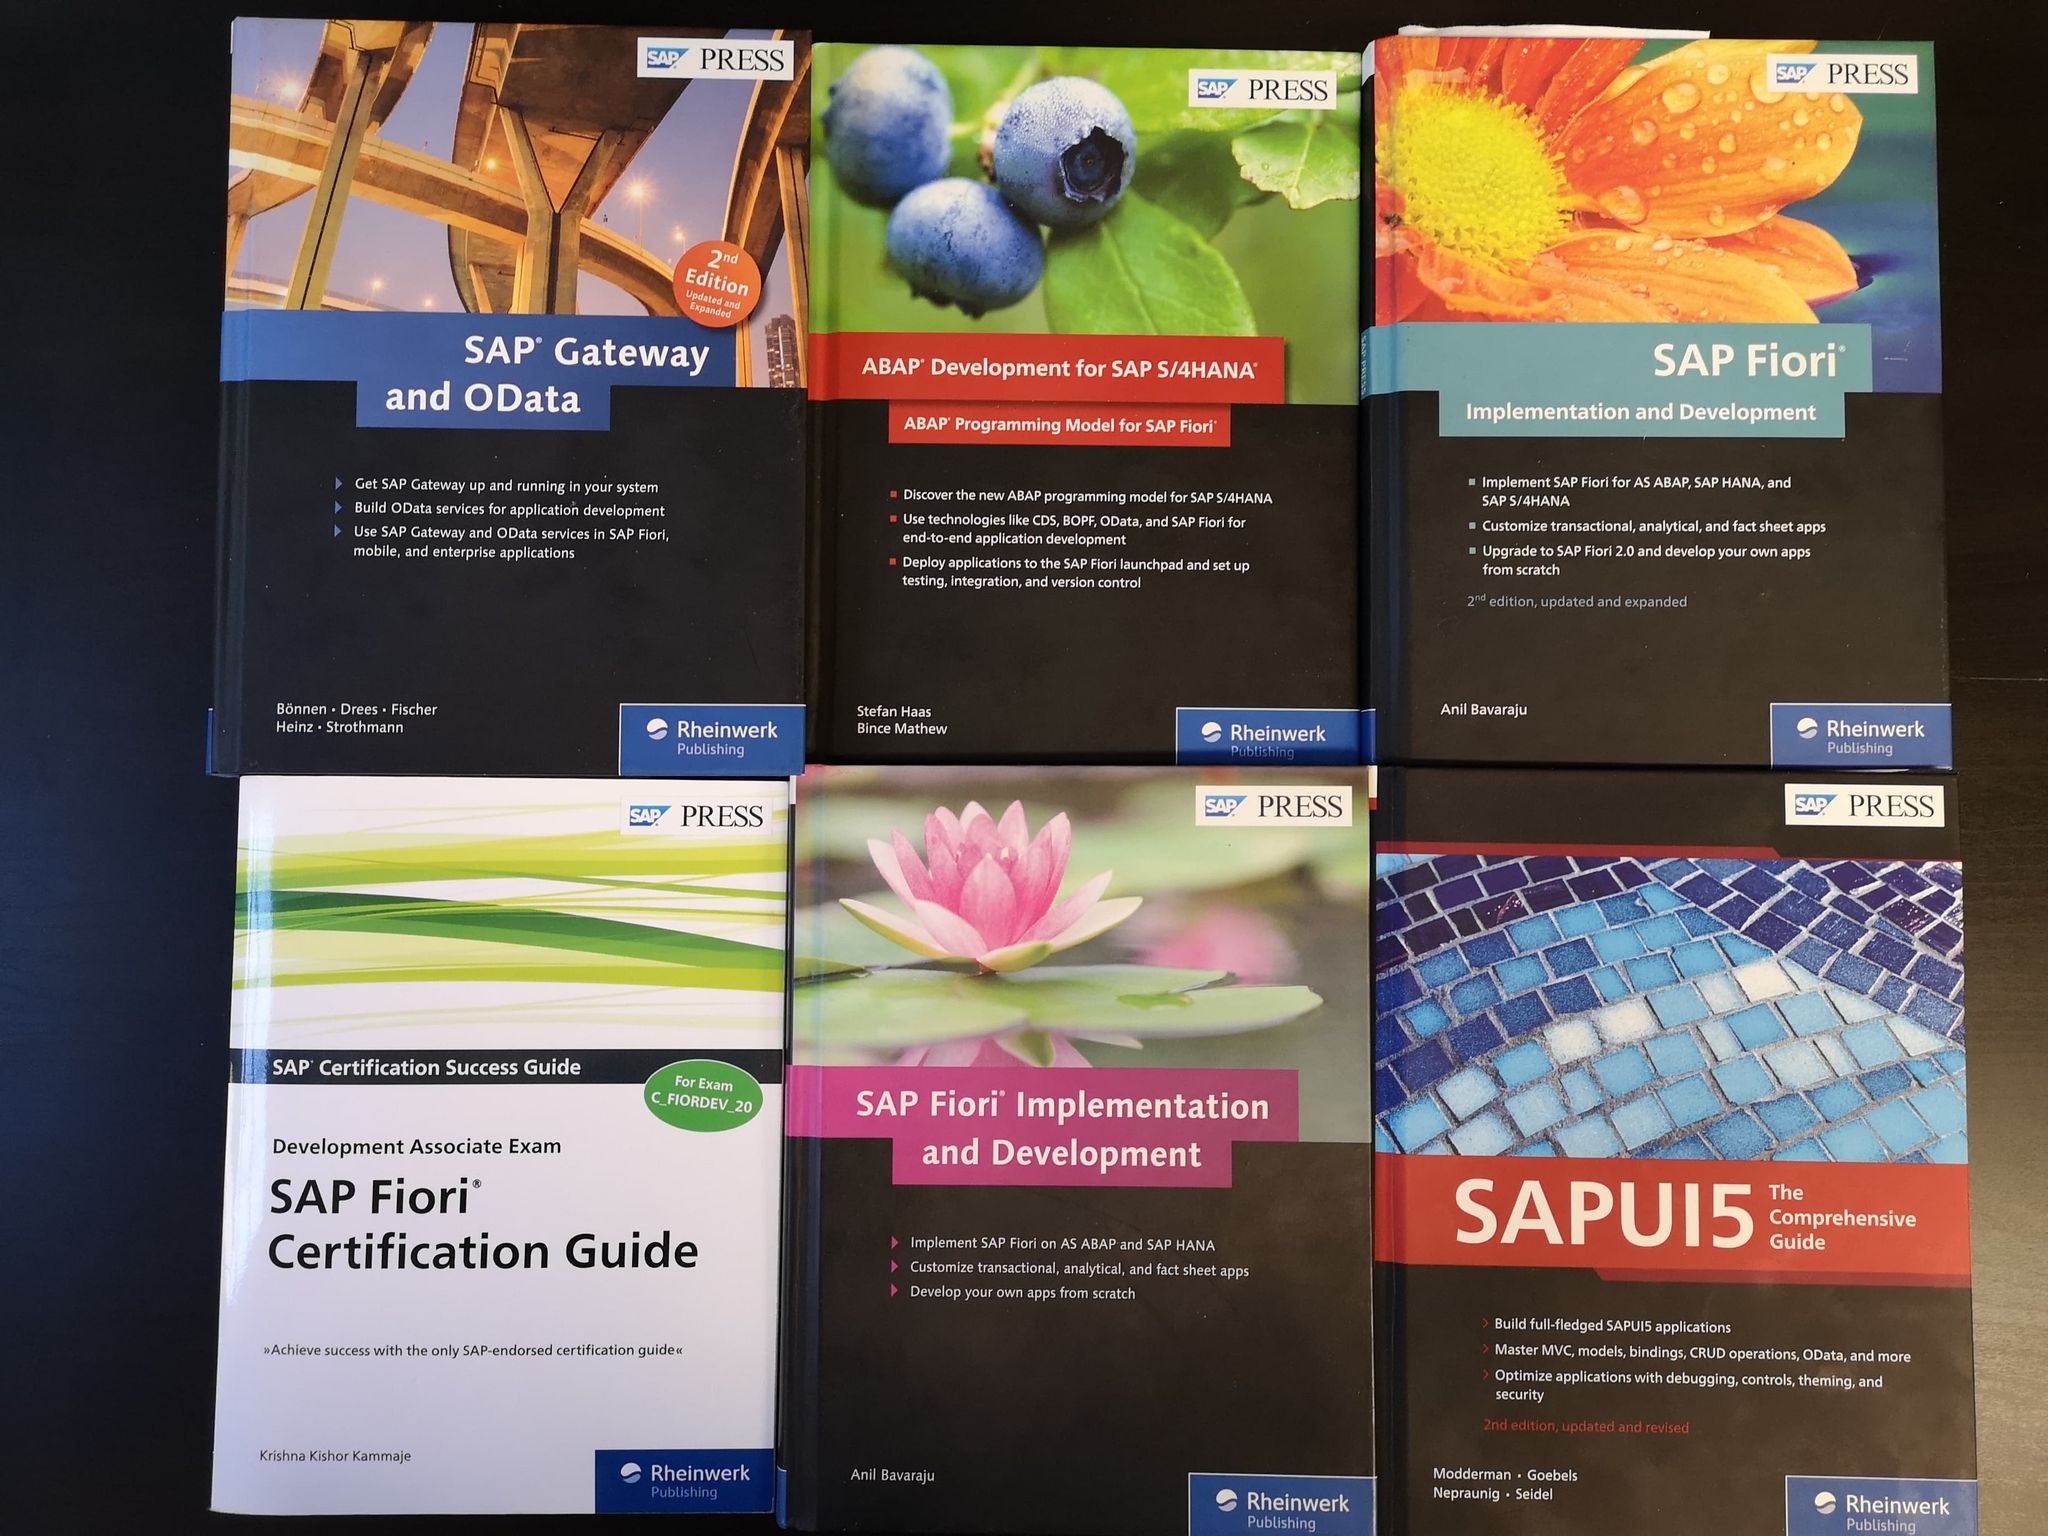 SAP PRESS
2nd
Edition
Updated and
Expanded
SAP® Gateway
and OData
Get SAP Gateway up and running in your system
Build OData services for application development
Use SAP Gateway and OData services in SAP Fiori,
mobile, and enterprise applications
Bönnen · Drees · Fischer
Heinz · Strothmann
Rheinwerk
Publishing
SAP PRESS
ABAP® Development for SAP S/4HANA®
ABAP® Programming Model for SAP Fiori®
Discover the new ABAP programming model for SAP S/4HANA
Use technologies like CDS, BOPF, OData, and SAP Fiori for
end-to-end application development
Deploy applications to the SAP Fiori launchpad and set up
testing, integration, and version control
Stefan Haas
Bince Mathew
Rheinwerk
Publishing
SAP PRESS
SAP PRESS
SAP Fiori®
Implementation and Development
Implement SAP Fiori for AS ABAP, SAP HANA, and
SAP S/4HANA
Customize transactional, analytical, and fact sheet apps
Upgrade to SAP Fiori 2.0 and develop your own apps
from scratch
2nd edition, updated and expanded
Anil Bavaraju
Rheinwerk
Publishing
SAP PRESS
SAP® Certification Success Guide
For Exam
C_FIORDEV_20
Development Associate Exam
SAP Fiori®
Certification Guide
»Achieve success with the only SAP-endorsed certification guide«
Krishna Kishor Kammaje
Rheinwerk
Publishing
SAP PRESS
SAP Fiori® Implementation
and Development
Implement SAP Fiori on AS ABAP and SAP HANA
Customize transactional, analytical, and fact sheet apps
Develop your own apps from scratch
Anil Bavaraju
Rheinwerk
Publishing
SAP PRESS
SAPUI5
The
Comprehensive
Guide
Build full-fledged SAPUI5 applications
Master MVC, models, bindings, CRUD operations, OData, and more
Optimize applications with debugging, controls, theming, and
security
2nd edition, updated and revised
Modderman · Goebels
Nepraunig · Seidel
Rheinwerk
Publishing